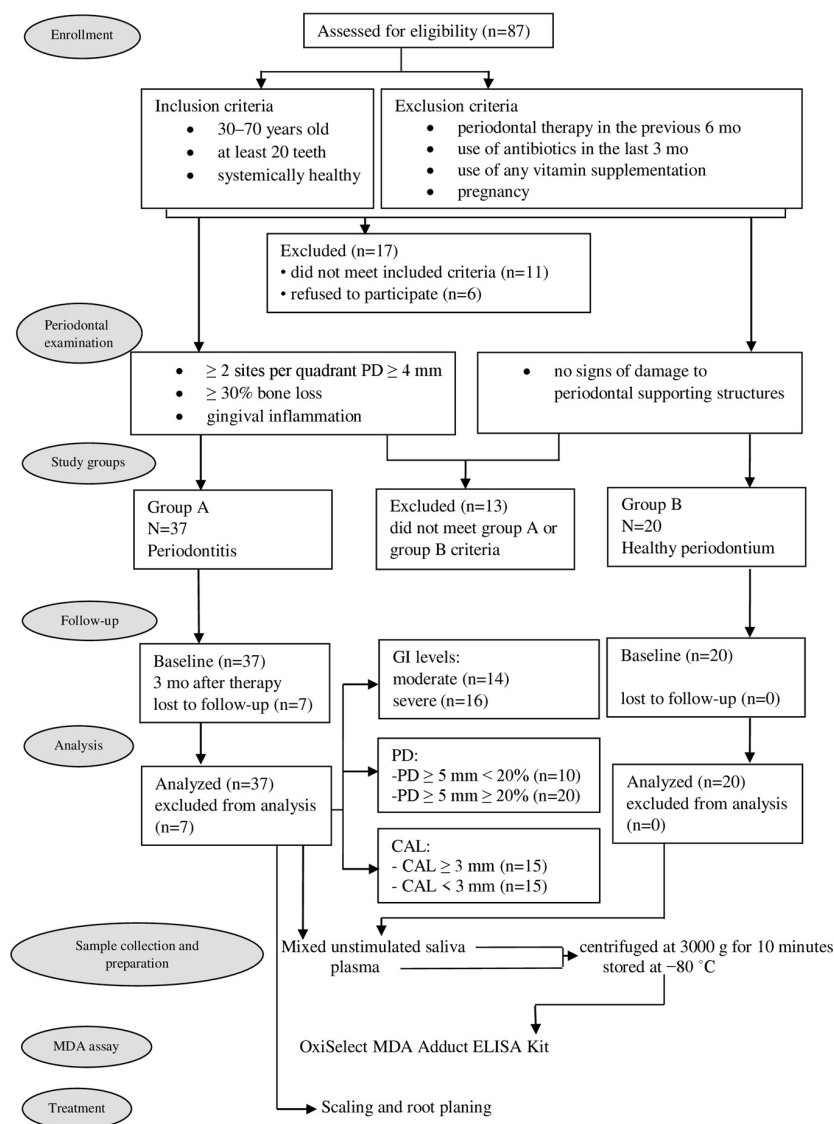 Enrollment
Assessed for eligibility (n=87)
Inclusion criteria
• 30–70 years old
• at least 20 teeth
• systemically healthy
Exclusion criteria
• periodontal therapy in the previous 6 mo
• use of antibiotics in the last 3 mo
• use of any vitamin supplementation
• pregnancy
Excluded (n=17)
• did not meet included criteria (n=11)
• refused to participate (n=6)
Periodontal
examination
• ≥ 2 sites per quadrant PD ≥ 4 mm
• ≥ 30% bone loss
• gingival inflammation
• no signs of damage to
periodontal supporting structures
Study groups
Group A
N=37
Periodontitis
Excluded (n=13)
did not meet group A or
group B criteria
Group B
N=20
Healthy periodontium
Follow-up
Baseline (n=37)
3 mo after therapy
lost to follow-up (n=7)
GI levels:
moderate (n=14)
severe (n=16)
Baseline (n=20)
lost to follow-up (n=0)
Analysis
Analyzed (n=37)
excluded from analysis
(n=7)
PD:
-PD ≥ 5 mm < 20% (n=10)
-PD ≥ 5 mm ≥ 20% (n=20)
Analyzed (n=20)
excluded from analysis
(n=0)
CAL:
- CAL ≥ 3 mm (n=15)
- CAL < 3 mm (n=15)
Sample collection and
preparation
Mixed unstimulated saliva
plasma
centrifuged at 3000 g for 10 minutes
stored at −80 ˚C
MDA assay
OxiSelect MDA Adduct ELISA Kit
Treatment
Scaling and root planing